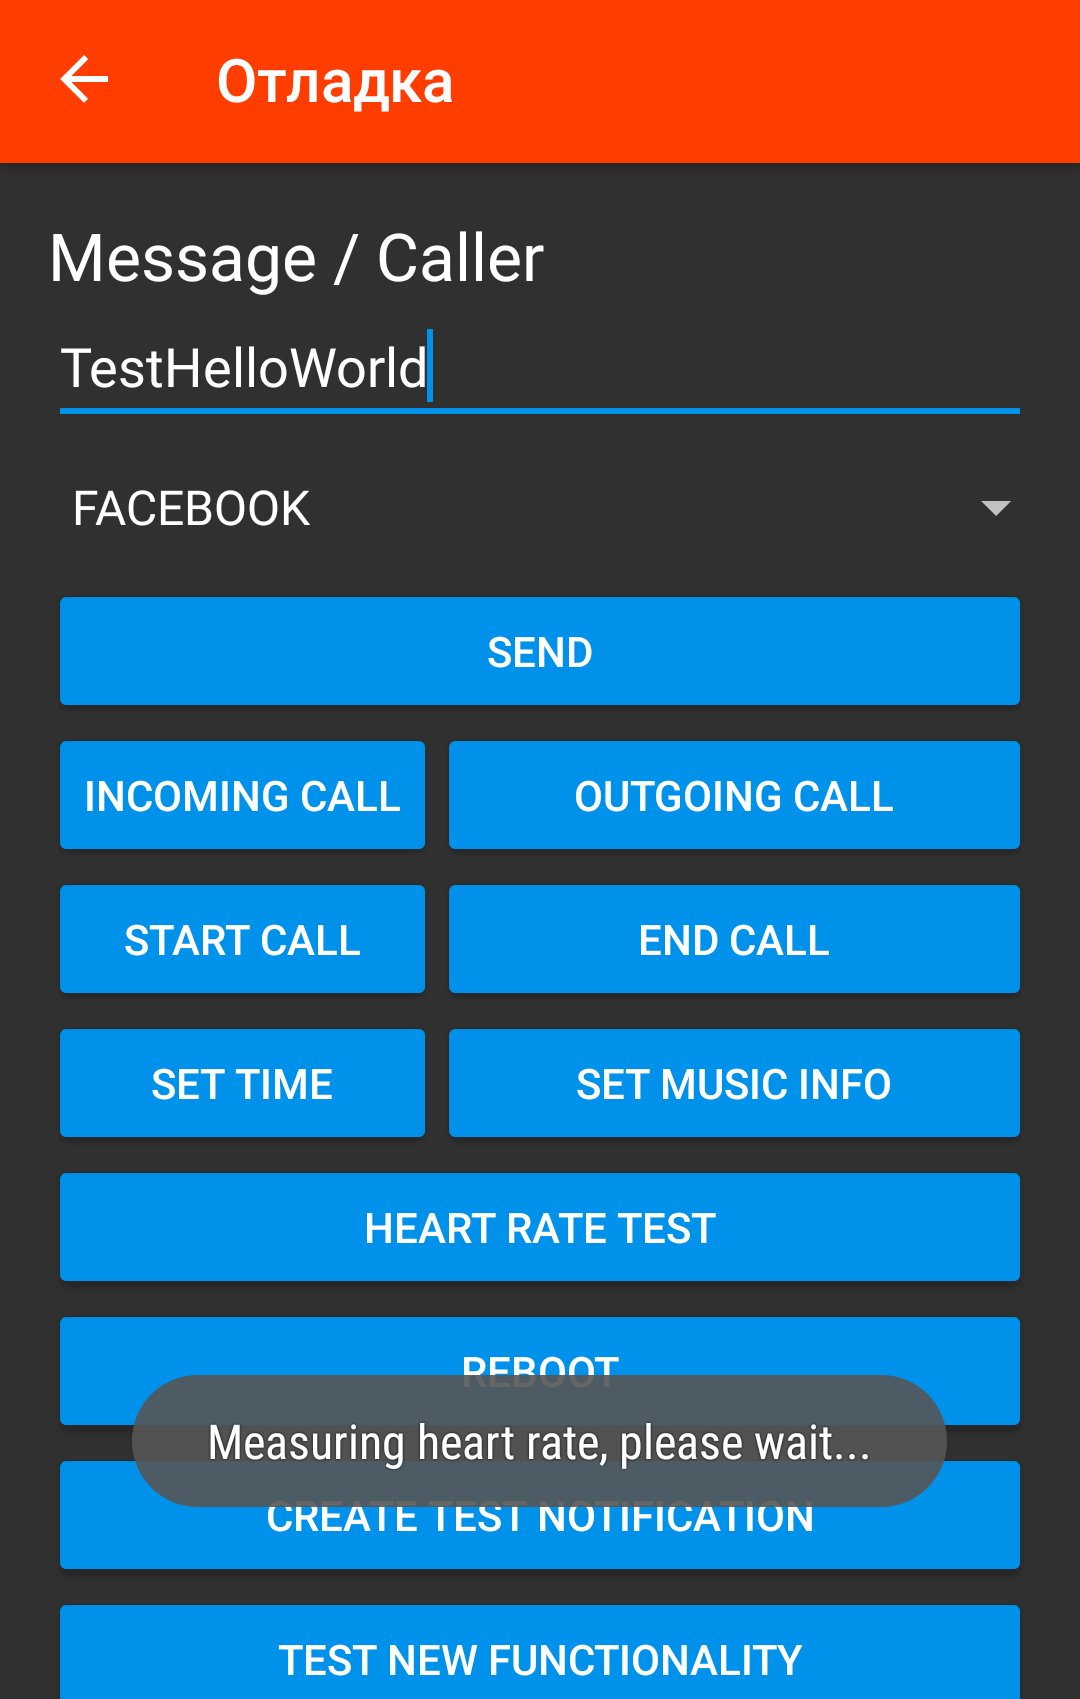 Отладка
Message / Caller
TestHelloWorld
FACEBOOK
SEND
INCOMING CALL
OUTGOING CALL
START CALL
END CALL
SET TIME
SET MUSIC INFO
HEART RATE TEST
REBOOT
Measuring heart rate, please wait...
CREATE TEST NOTIFICATION
TEST NEW FUNCTIONALITY